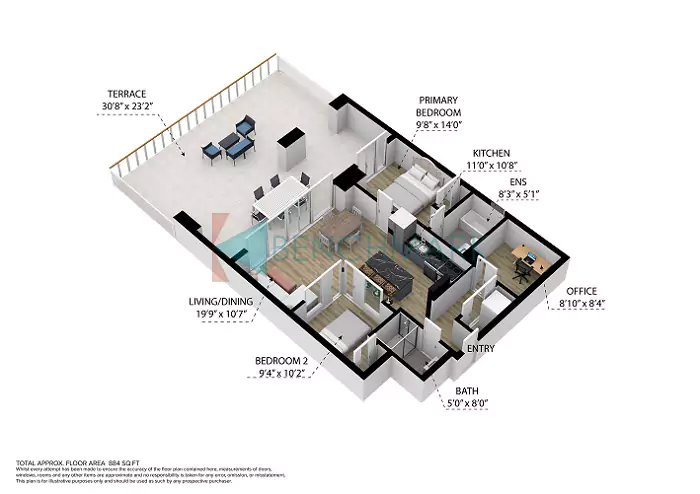 TERRACE
30'8" x 23'2"
PRIMARY
BEDROOM
9'8" x 14'0"
KITCHEN
11'0" x 10'8"
ENS
8'3" x 5'1"
OFFICE
8'10" x 8'4"
LIVING/DINING
19'9" x 10'7"
ENTRY
BEDROOM 2
9'4" x 10'2"
BATH
5'0" x 8'0"
TOTAL APPROX. FLOOR AREA 884 SQ FT
Whilst every attempt has been made to ensure the accuracy of the floor plan contained here, measurements of doors,
windows, rooms and any other items are approximate and no responsibility is taken for any error, omission, or misstatement.
This plan is for illustrative purposes only and should be used as such by any prospective purchaser.